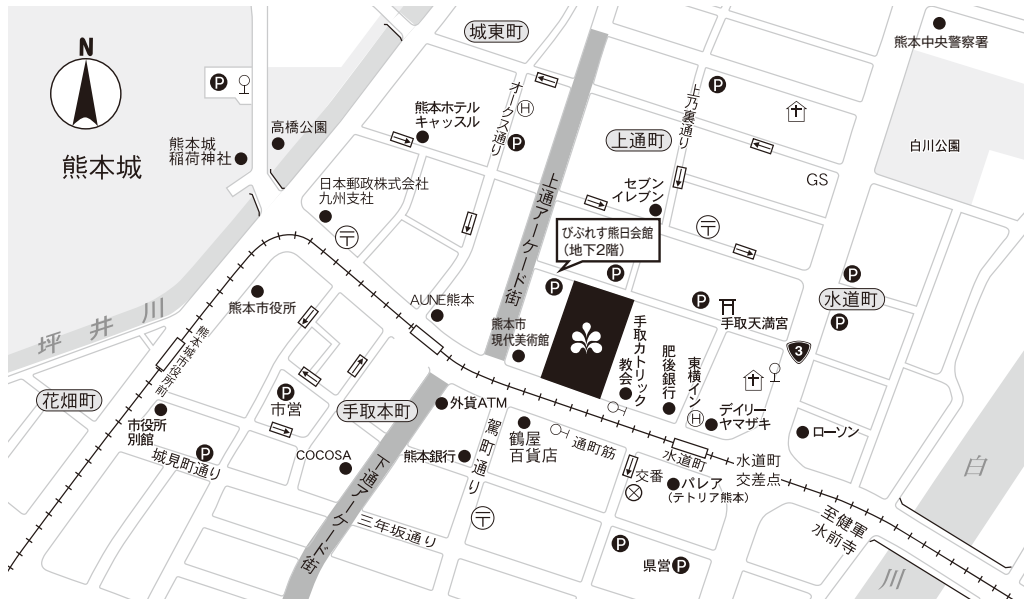 N
熊本城
城東町
熊本中央警察署
P
熊本ホテル
キャッスル
オークス通り
H
P
上乃裏通り
P
上通町
白川公園
GS
高橋公園
熊本城
稲荷神社
日本郵政株式会社
九州支社
セブン
イレブン
上通アーケード街
びぷれす熊日会館
(地下2階)
P
P
P
手取天満宮
P
水道町
P
3
坪井川
熊本市役所
熊本城市役所前
AUNE熊本
熊本市
現代美術館
手取カトリック
教会
肥後銀行
東横イン
H
デイリー
ヤマザキ
ローソン
花畑町
市役所
別館
P
市営
手取本町
外貨ATM
鶴屋
百貨店
駕町通り
通町筋
水道町
水道町
交差点
P
城見町通り
COCOSA
熊本銀行
下通アーケード街
三年坂通り
交番
パレア
(テトリア熊本)
P
県営
P
至健軍
水前寺
白
川